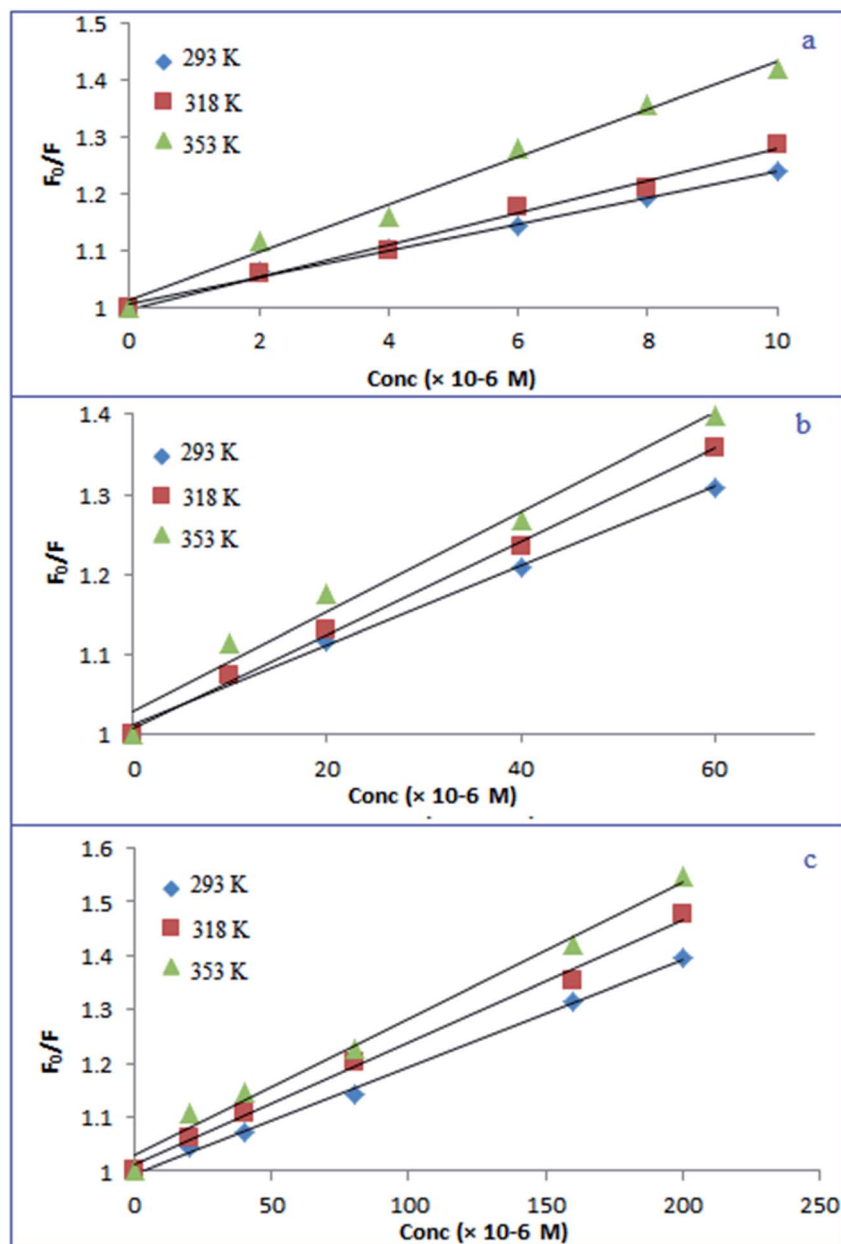 a
1.5
1.4
1.3
1.2
1.1
1
F₀/F
293 K
318 K
353 K
0 2 4 6 8 10
Conc (× 10-6 M)
b
1.4
1.3
1.2
1.1
1
F₀/F
293 K
318 K
353 K
0 20 40 60
Conc (× 10-6 M)
c
1.6
1.5
1.4
1.3
1.2
1.1
1
F₀/F
293 K
318 K
353 K
0 50 100 150 200 250
Conc (× 10-6 M)